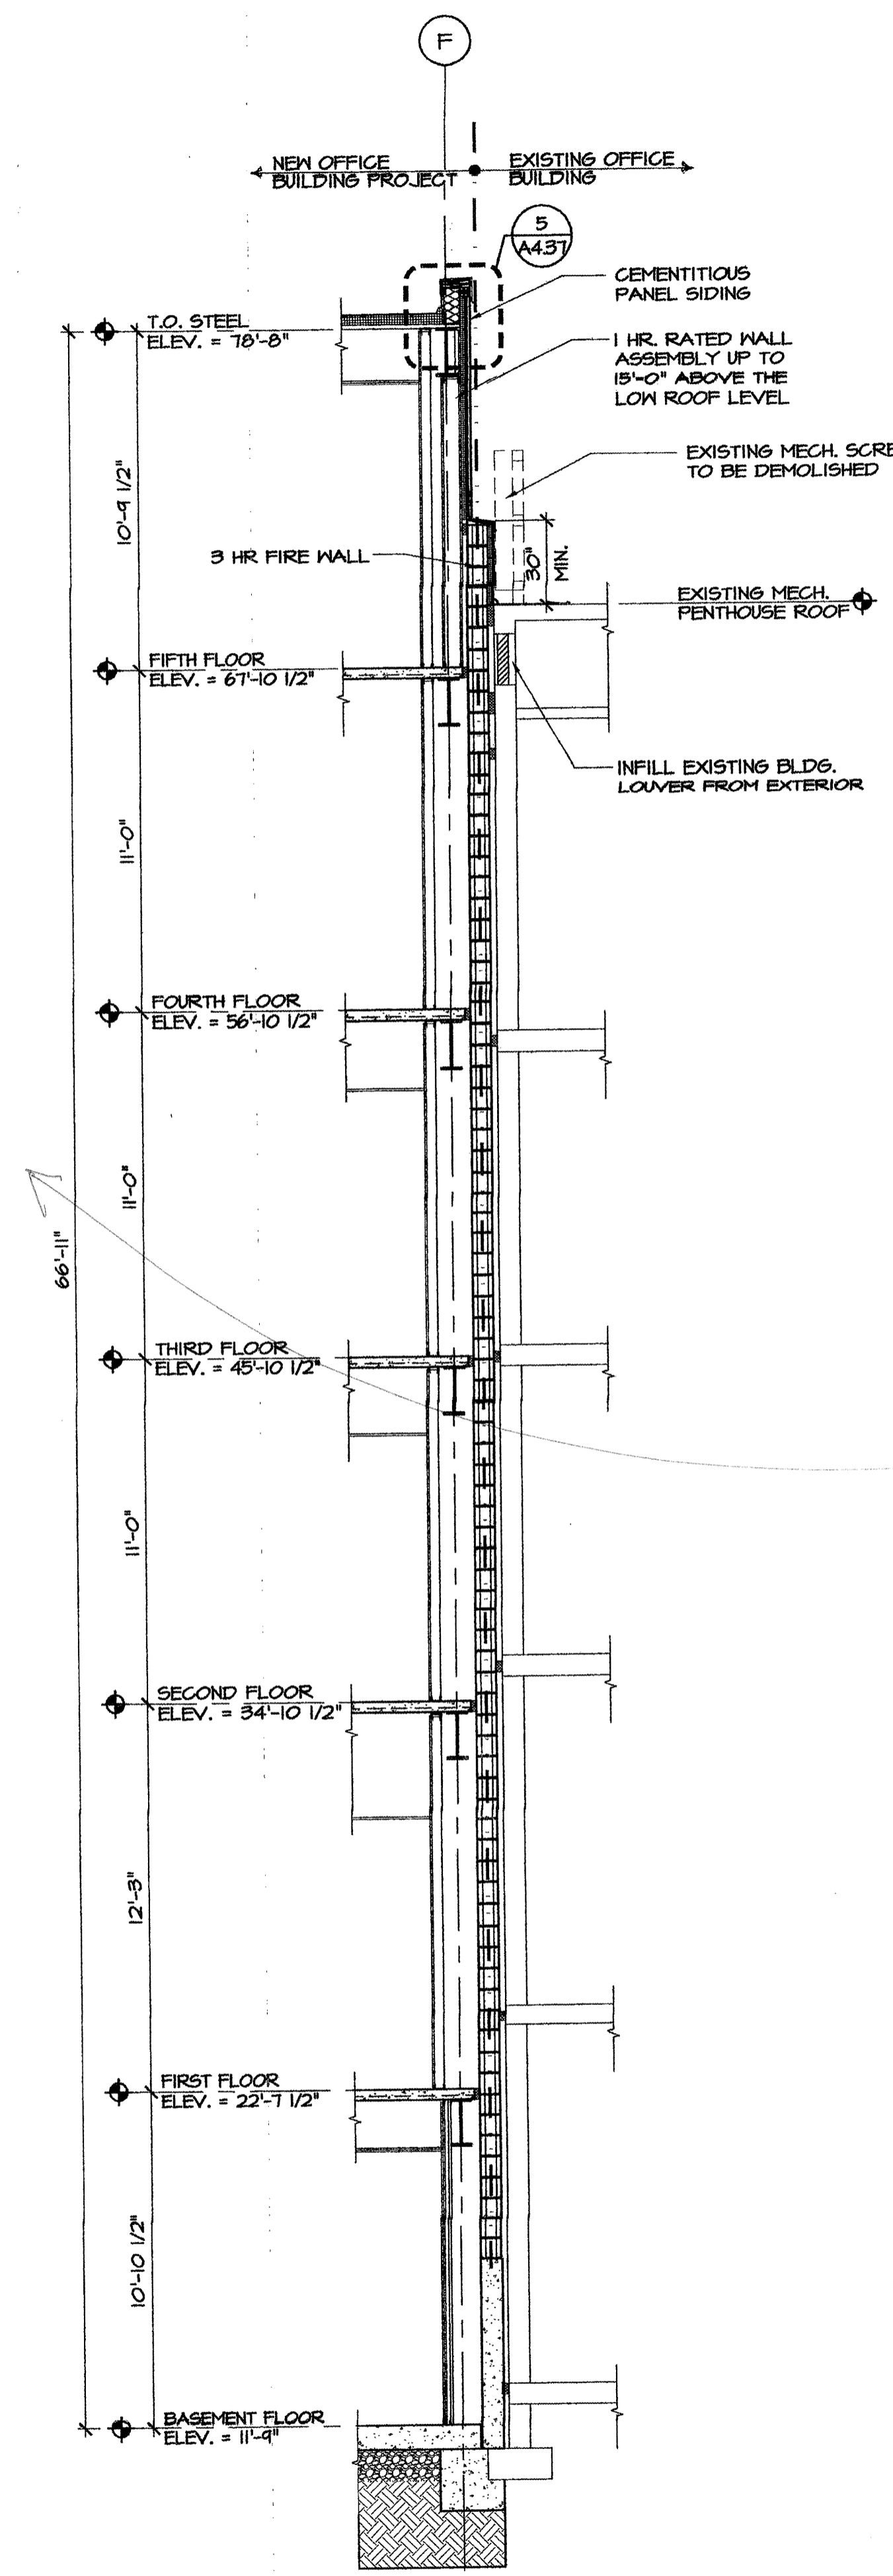 F
NEW OFFICE
BUILDING PROJECT
EXISTING OFFICE
BUILDING
5
A4.37
CEMENTITIOUS
PANEL SIDING
T.O. STEEL
ELEV. = 78'-8"
1 HR. RATED WALL
ASSEMBLY UP TO
15'-0" ABOVE THE
LOW ROOF LEVEL
EXISTING MECH. SCRE
TO BE DEMOLISHED
10'-9 1/2"
3 HR FIRE WALL
30"
MIN.
EXISTING MECH.
PENTHOUSE ROOF
FIFTH FLOOR
ELEV. = 67'-10 1/2"
INFILL EXISTING BLDG.
LOUVER FROM EXTERIOR
11'-0"
FOURTH FLOOR
ELEV. = 56'-10 1/2"
11'-0"
66'-11"
THIRD FLOOR
ELEV. = 45'-10 1/2"
11'-0"
SECOND FLOOR
ELEV. = 34'-10 1/2"
12'-3"
FIRST FLOOR
ELEV. = 22'-7 1/2"
10'-10 1/2"
BASEMENT FLOOR
ELEV. = 11'-9"